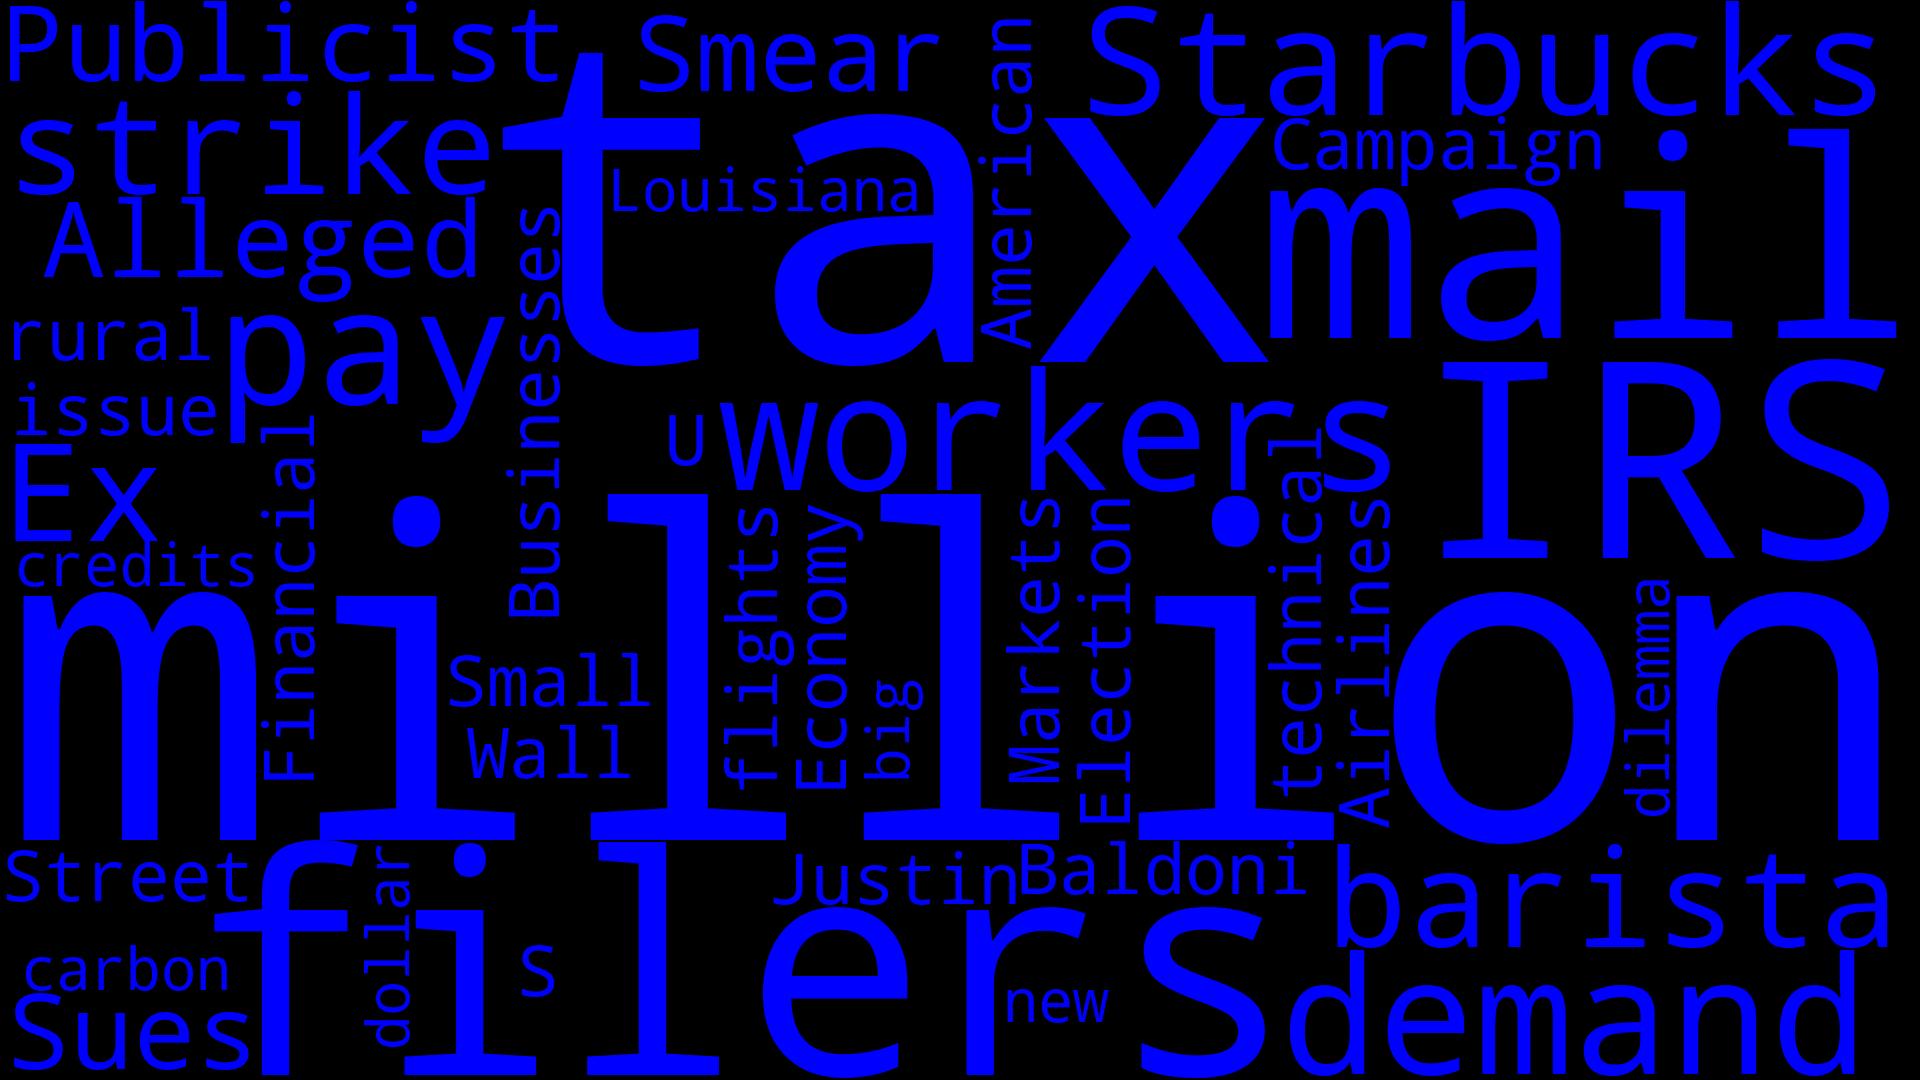 Publicist
Smear
American
Starbucks
strike
tax
Campaign
mail
Louisiana
Alleged
Businesses
rural
pay
issue
U
workers
IRS
Ex
Financial
credits
million
Small
Wall
flights
Economy
big
Markets
Election
technical
Airlines
dilemma
Street
filers
dollar
Justin
Baldoni
barista
carbon
S
new
Sues
demand